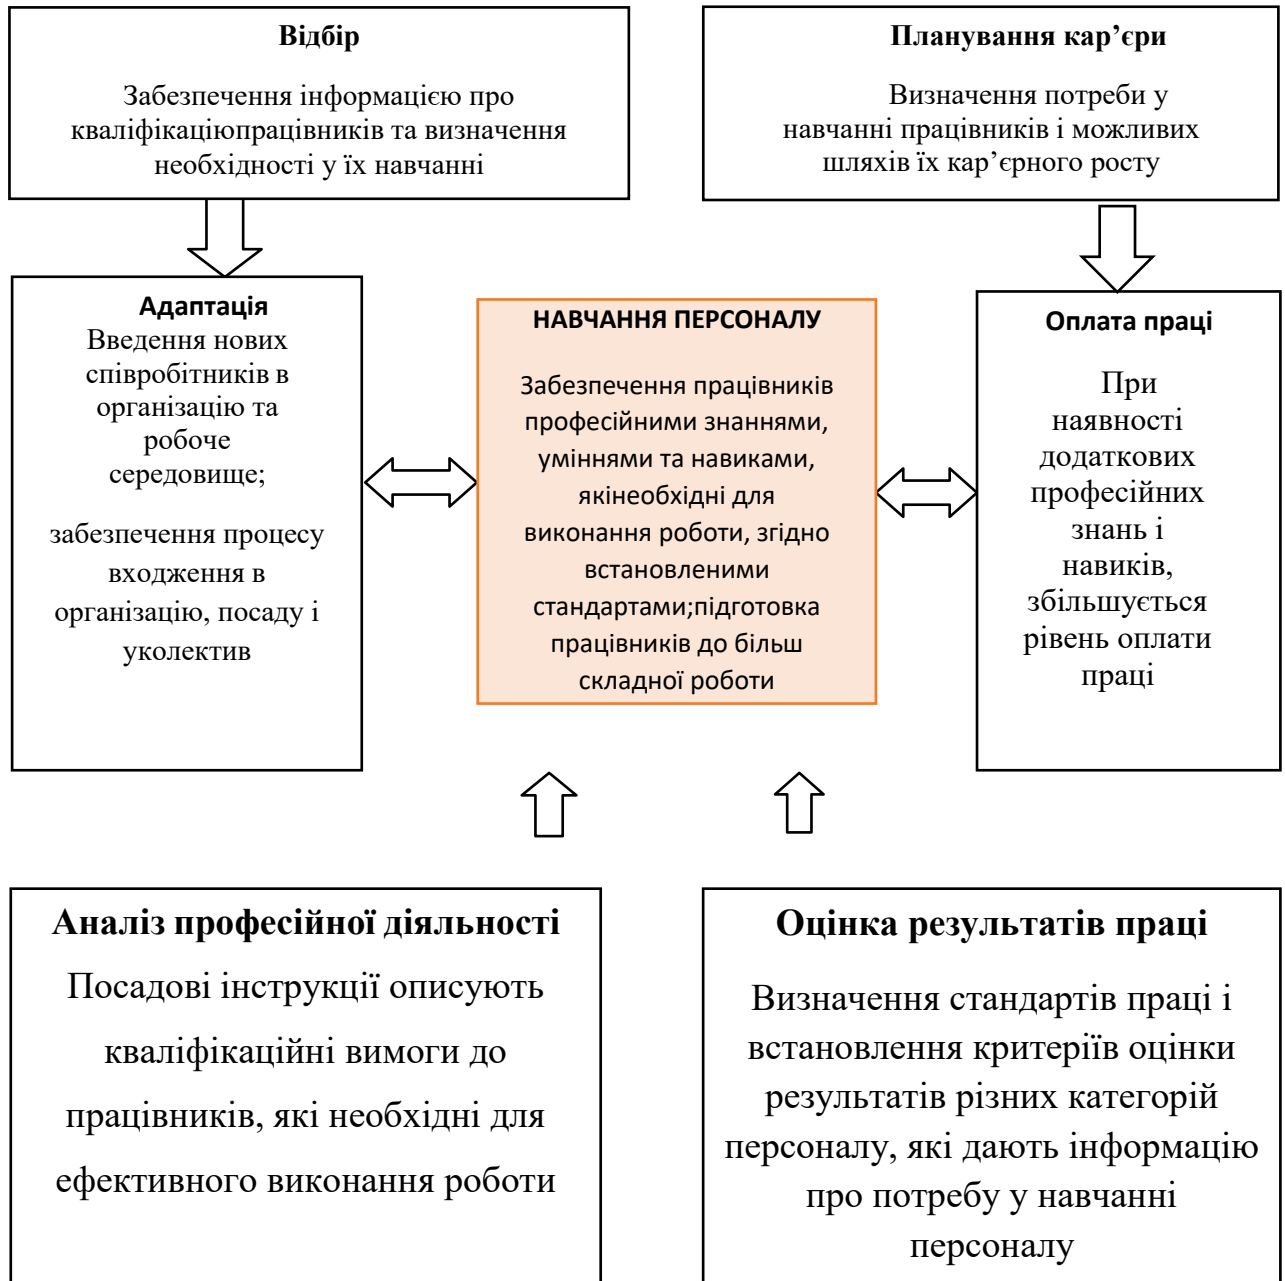 Відбір
Забезпечення інформацією про
кваліфікаціюпрацівників та визначення
необхідності у їх навчанні
Планування кар’єри
Визначення потреби у
навчанні працівників і можливих
шляхів їх кар’єрного росту
Адаптація
Введення нових
співробітників в
організацію та
робоче
середовище;
забезпечення процесу
входження в
організацію, посаду і
уколектив
НАВЧАННЯ ПЕРСОНАЛУ
Забезпечення працівників
професійними знаннями,
уміннями та навиками,
якінеобхідні для
виконання роботи, згідно
встановленими
стандартами;підготовка
працівників до більш
складної роботи
Оплата праці
При
наявності
додаткових
професійних
знань і
навиків,
збільшується
рівень оплати
праці
Аналіз професійної діяльності
Посадові інструкції описують
кваліфікаційні вимоги до
працівників, які необхідні для
ефективного виконання роботи
Оцінка результатів праці
Визначення стандартів праці і
встановлення критеріїв оцінки
результатів різних категорій
персоналу, які дають інформацію
про потребу у навчанні
персоналу